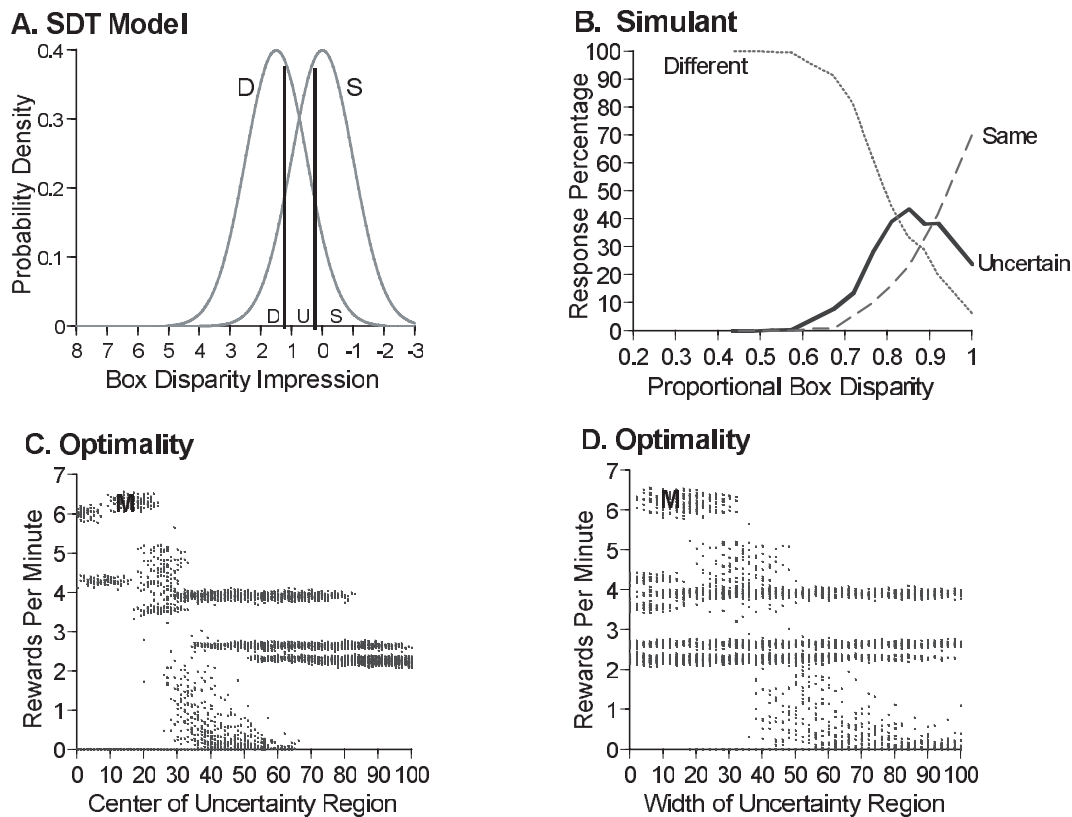 A. SDT Model
0.4
0.3
0.2
0.1
0
Probability Density
D
S
D U S
8 7 6 5 4 3 2 1 0 -1 -2 -3
Box Disparity Impression
B. Simulant
100
90
80
70
60
50
40
30
20
10
0
Response Percentage
Different
Same
Uncertain
0.2 0.3 0.4 0.5 0.6 0.7 0.8 0.9 1
Proportional Box Disparity
C. Optimality
7
6
5
4
3
2
1
0
Rewards Per Minute
M
0 10 20 30 40 50 60 70 80 90 100
Center of Uncertainty Region
D. Optimality
7
6
5
4
3
2
1
0
Rewards Per Minute
M
0 10 20 30 40 50 60 70 80 90 100
Width of Uncertainty Region